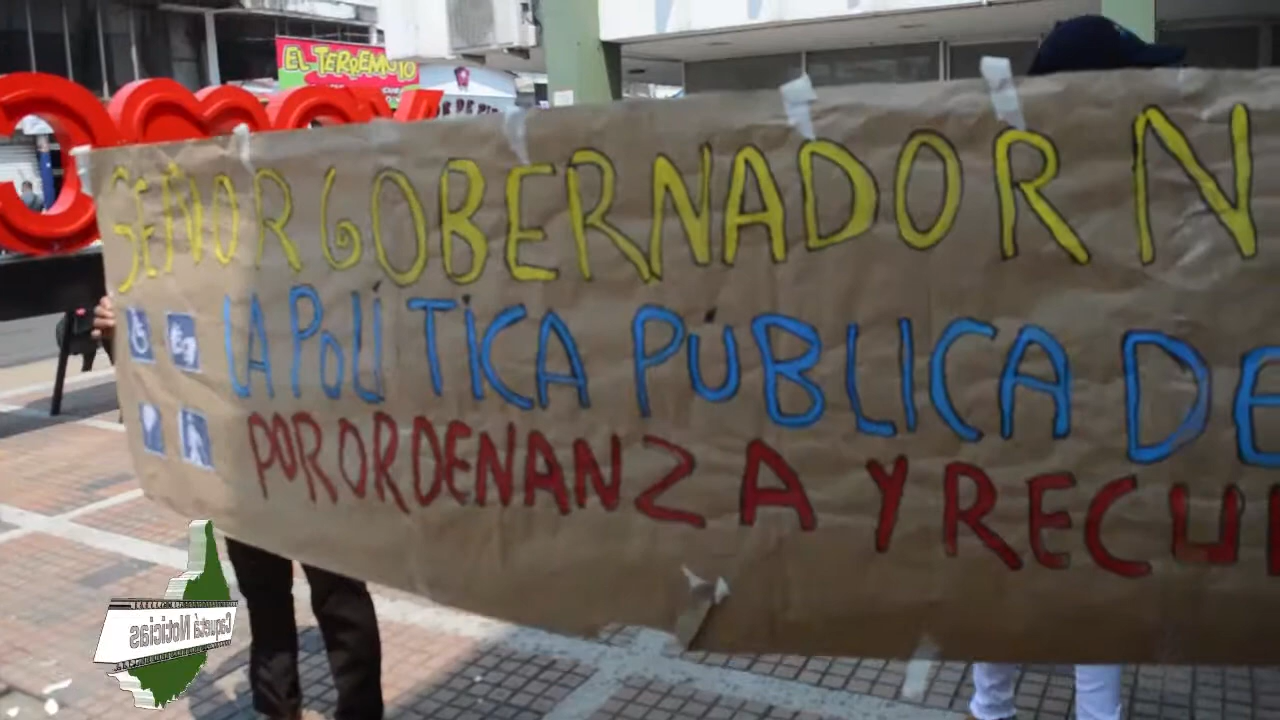 EL TERREMOTO
SEÑOR GOBERNADOR N
LA POLÍTICA PÚBLICA DE
POR ORDENANZA Y RECU
Caquetá Noticias